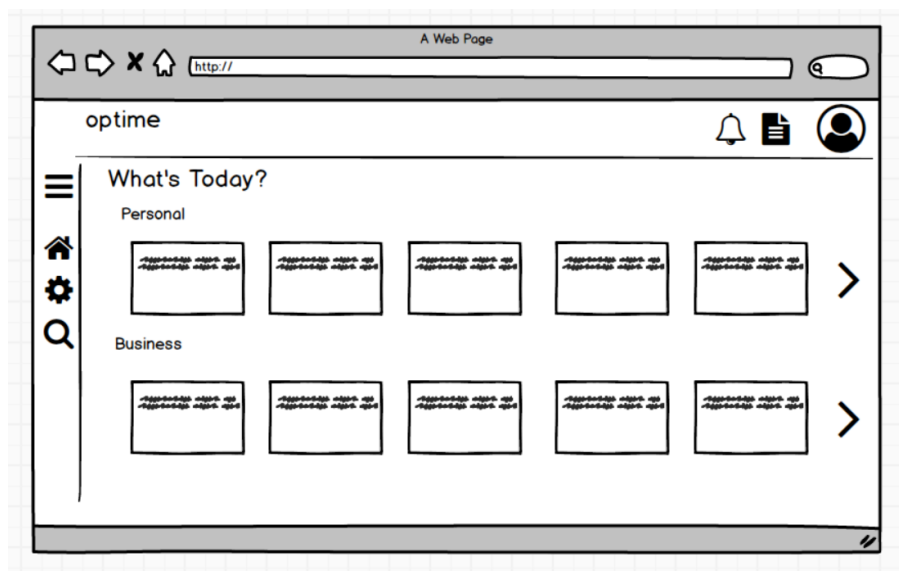 A Web Page
http://
optime
What's Today?
Personal
Business